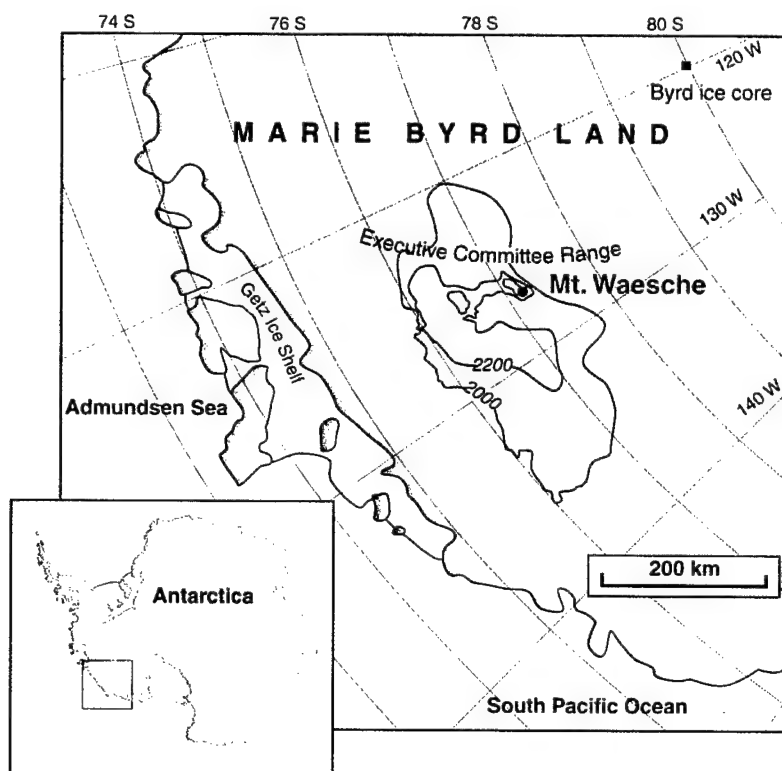 74 S
76 S
78 S
80 S
120 W
Byrd ice core
MARIE BYRD LAND
130 W
Executive Committee Range
Mt. Waesche
Getz Ice Shelf
2200
2000
140 W
Admundsen Sea
200 km
Antarctica
South Pacific Ocean